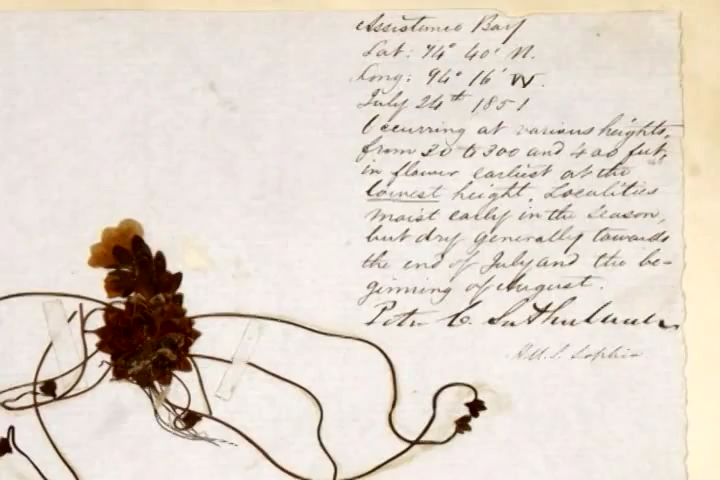 Assistance Bay
Lat: 74° 40' N.
Long: 94° 16' W.
July 24th 1851
Occurring at various heights,
from 20 to 300 and 400 feet,
in flower earliest at the
lowest height. Localities
moist early in the season,
but dry generally towards
the end of July and the be-
ginning of August.
Peter C. Sutherland
H.M.S. Sophia